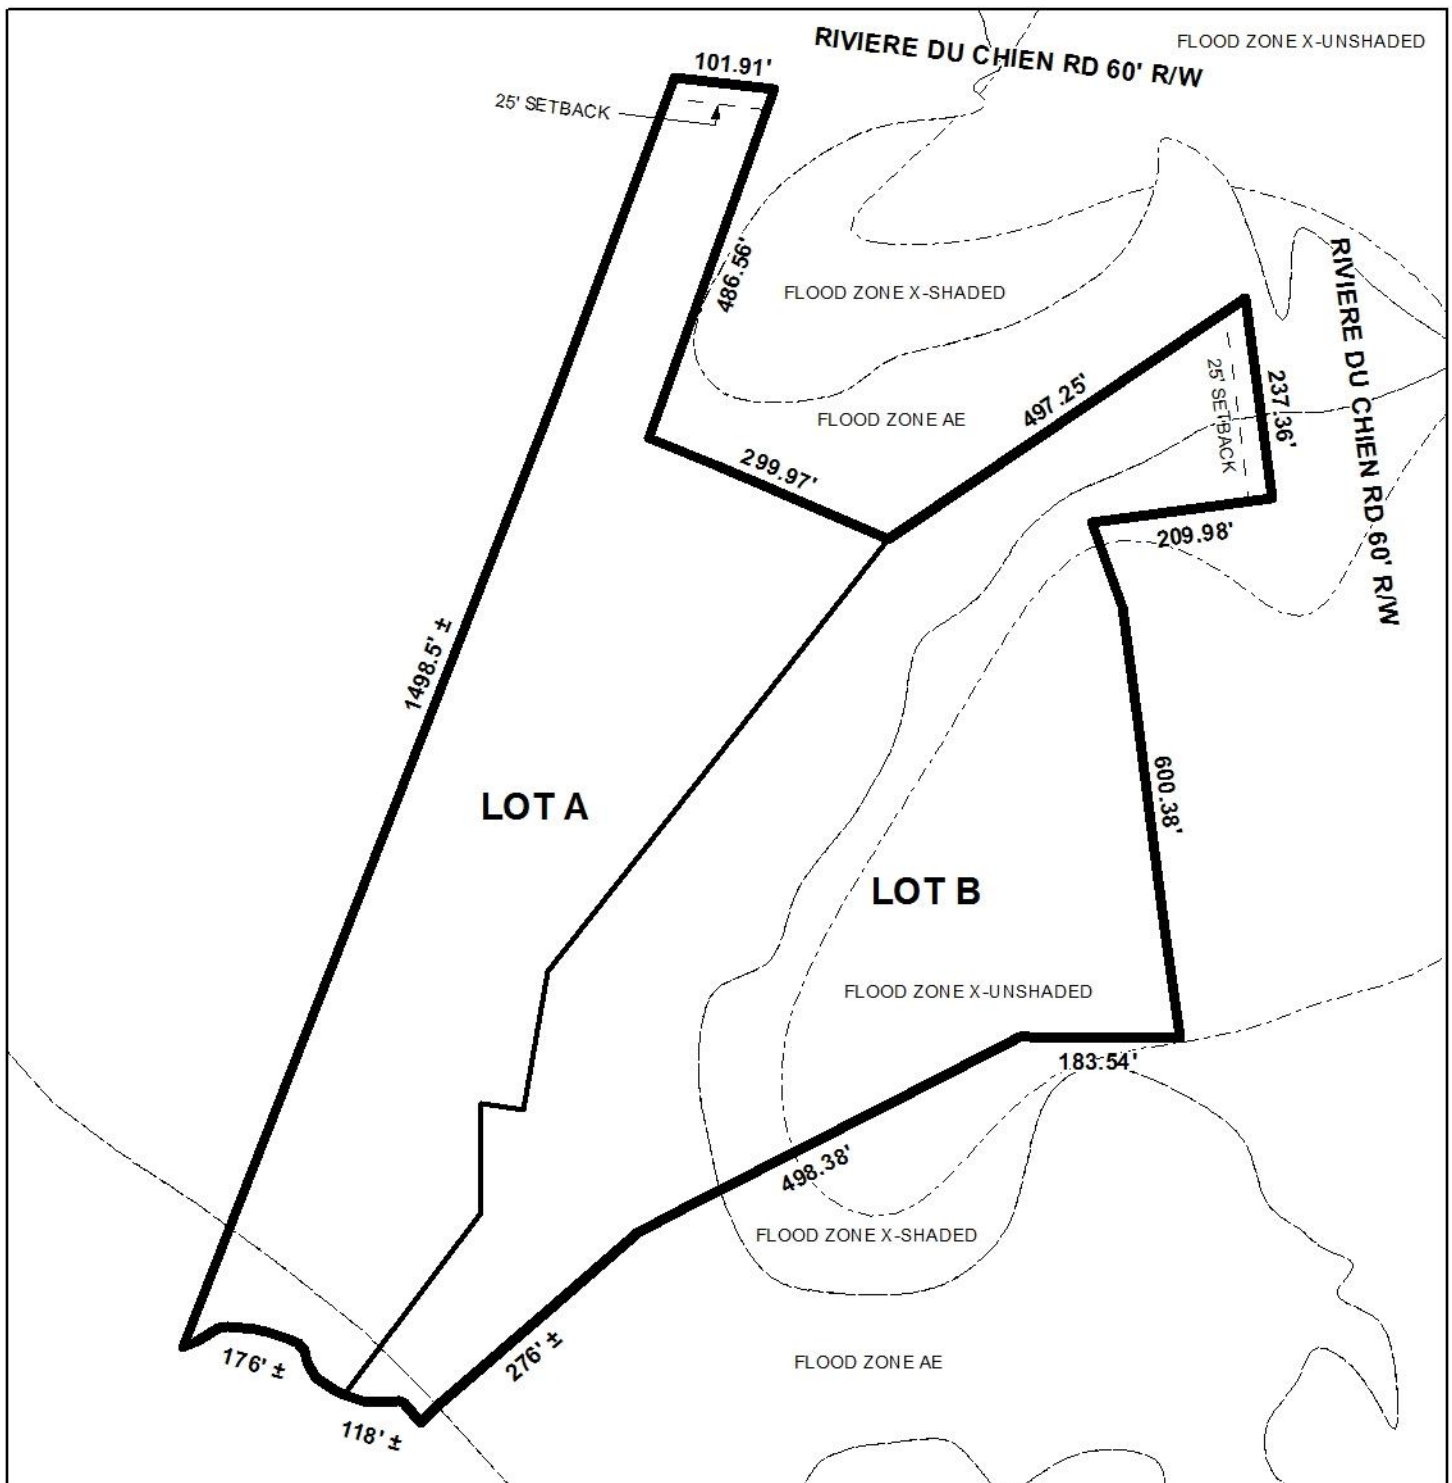 RIVIERE DU CHIEN RD 60' R/W
FLOOD ZONE X-UNSHADED
101.91'
25' SETBACK
486.56'
FLOOD ZONE X-SHADED
RIVIERE DU CHIEN RD 60' R/W
497.25'
237.36'
25' SETBACK
FLOOD ZONE AE
299.97'
209.98'
1498.5' ±
LOT A
600.38'
LOT B
FLOOD ZONE X-UNSHADED
183.54'
498.38'
FLOOD ZONE X-SHADED
276' ±
176' ±
FLOOD ZONE AE
118' ±